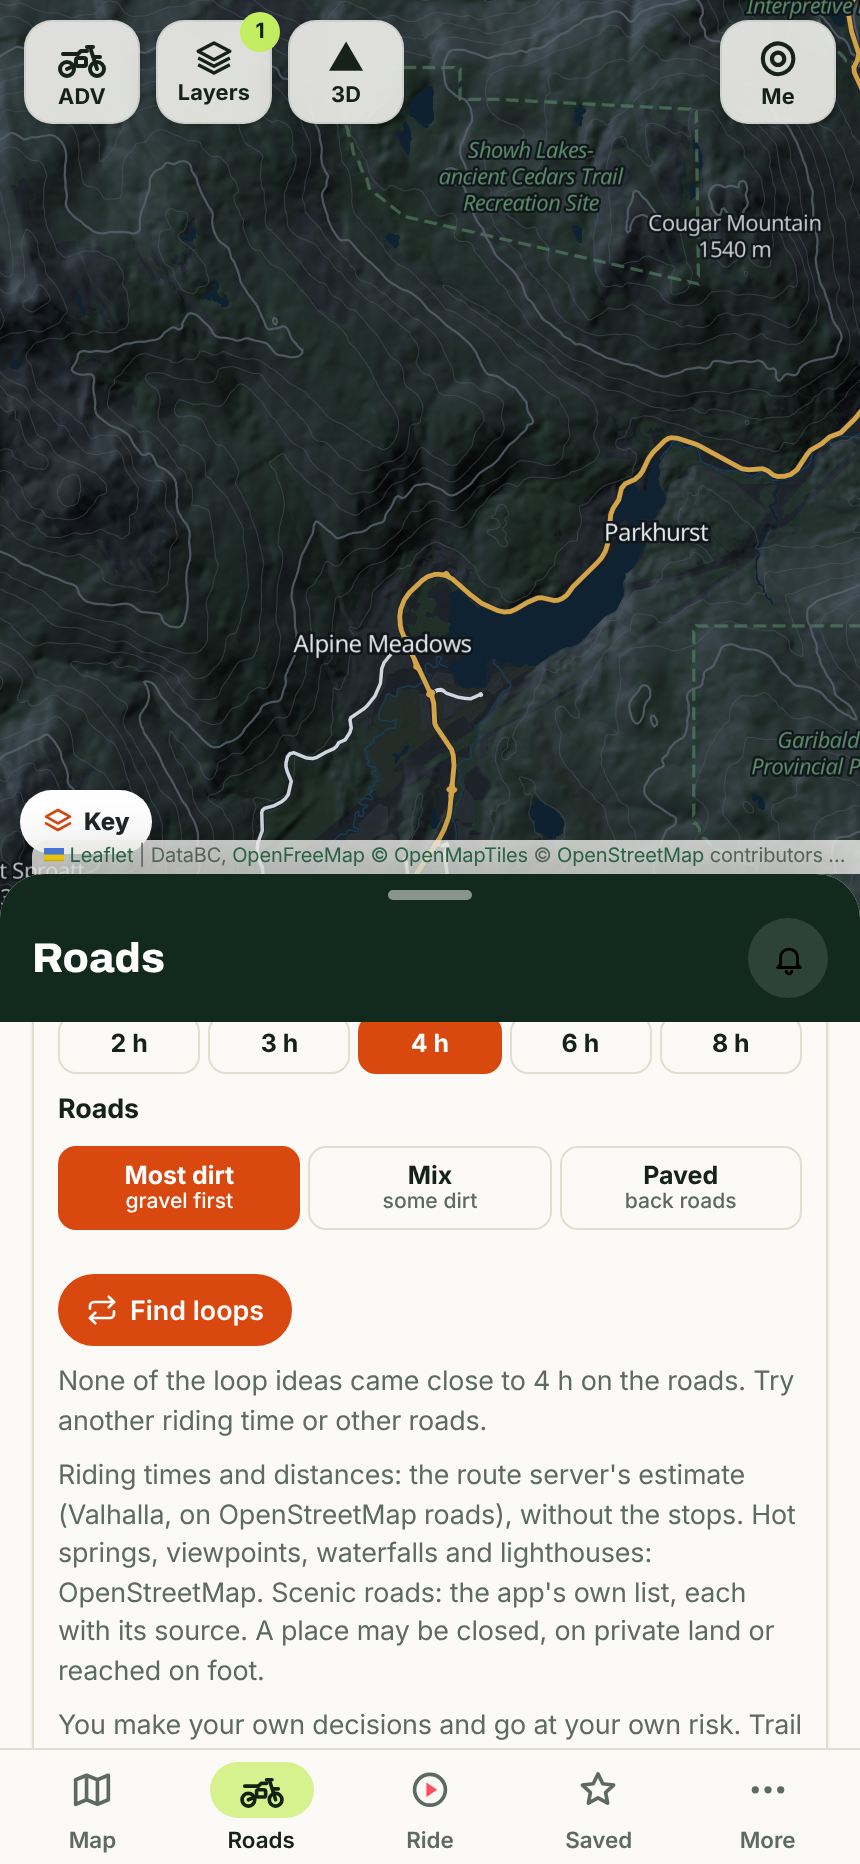 Interpretive
1
ADV
Layers
3D
Me
Showh Lakes-
ancient Cedars Trail
Recreation Site
Cougar Mountain
1540 m
Parkhurst
Alpine Meadows
Garibald
Provincial P
Key
t Sproatt
Leaflet | DataBC, OpenFreeMap © OpenMapTiles © OpenStreetMap contributors ...
Roads
2 h
3 h
4 h
6 h
8 h
Roads
Most dirt
gravel first
Mix
some dirt
Paved
back roads
Find loops
None of the loop ideas came close to 4 h on the roads. Try
another riding time or other roads.
Riding times and distances: the route server's estimate
(Valhalla, on OpenStreetMap roads), without the stops. Hot
springs, viewpoints, waterfalls and lighthouses:
OpenStreetMap. Scenic roads: the app's own list, each
with its source. A place may be closed, on private land or
reached on foot.
You make your own decisions and go at your own risk. Trail
Map
Roads
Ride
Saved
More